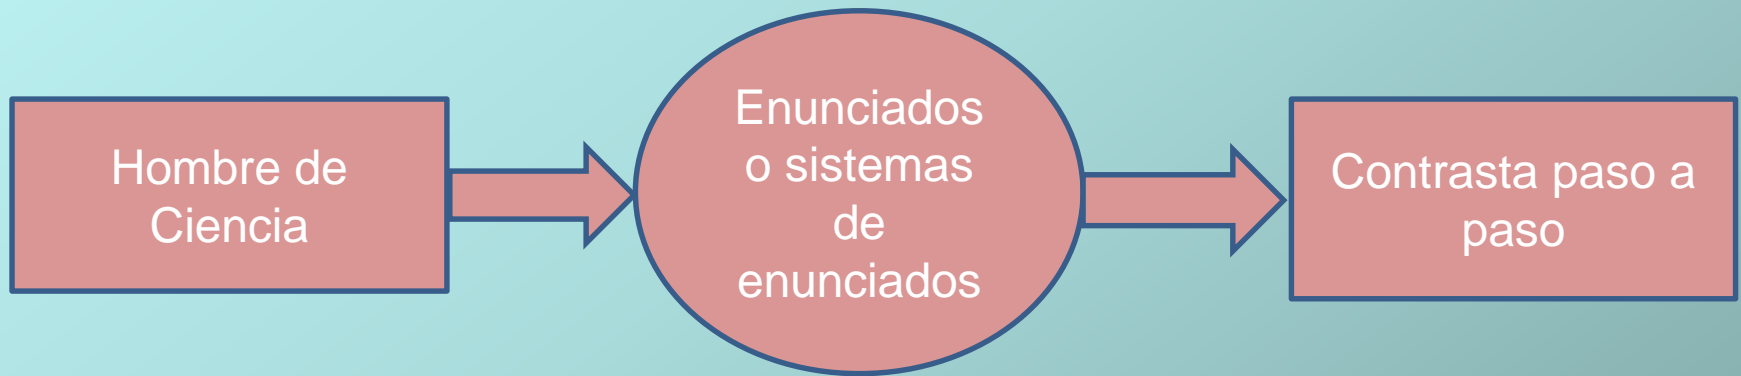 Hombre de
Ciencia
Enunciados
o sistemas
de
enunciados
Contrasta paso a
paso